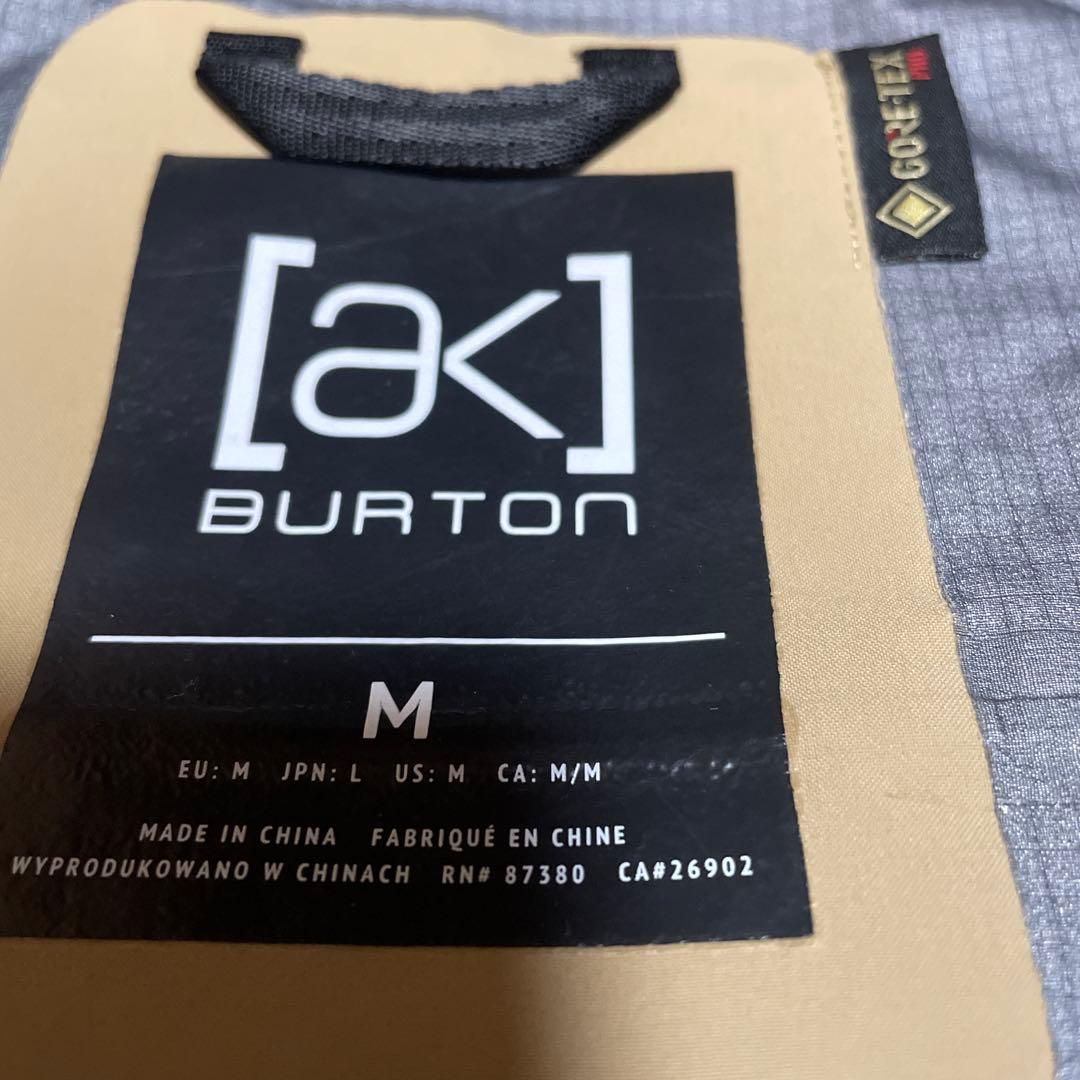 GORE-TEX
PRO
[ak]
BURTON
M
EU: M JPN: L US: M CA: M/M
MADE IN CHINA FABRIQUÉ EN CHINE
WYPRODUKOWANO W CHINACH RN# 87380 CA#26902